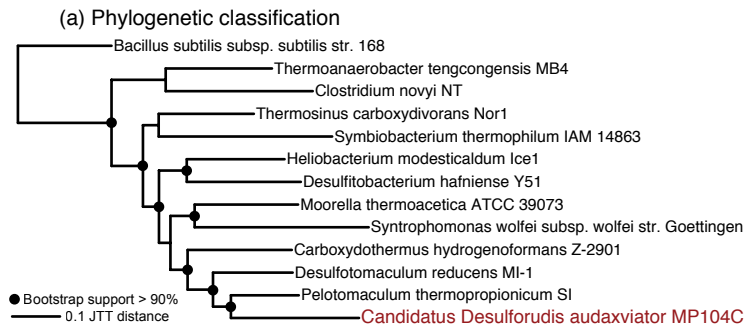 (a) Phylogenetic classification
Bacillus subtilis subsp. subtilis str. 168
Thermoanaerobacter tengcongensis MB4
Clostridium novyi NT
Thermosinus carboxydivorans Nor1
Symbiobacterium thermophilum IAM 14863
Heliobacterium modesticaldum Ice1
Desulfitobacterium hafniense Y51
Moorella thermoacetica ATCC 39073
Syntrophomonas wolfei subsp. wolfei str. Goettingen
Carboxydothermus hydrogenoformans Z-2901
Desulfotomaculum reducens MI-1
Bootstrap support > 90%
Pelotomaculum thermopropionicum SI
0.1 JTT distance
Candidatus Desulforudis audaxviator MP104C